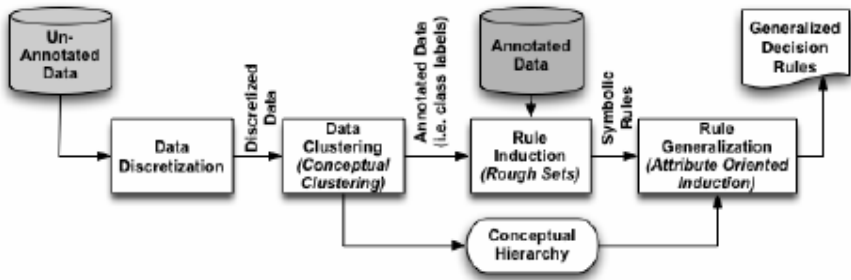 Un-
Annotated
Data
Data
Discretization
Discretized
Data
Data
Clustering
(Conceptual
Clustering)
Annotated Data
(i.e. class labels)
Annotated
Data
Rule
Induction
(Rough Sets)
Symbolic
Rules
Rule
Generalization
(Attribute Oriented
Induction)
Generalized
Decision
Rules
Conceptual
Hierarchy